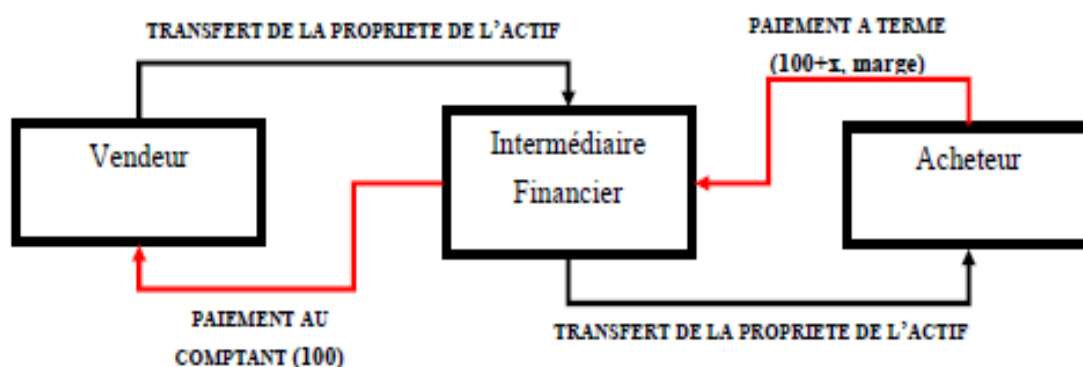 TRANSFERT DE LA PROPRIETE DE L'ACTIF
PAIEMENT A TERME
(100+x, marge)
Vendeur
Intermédiaire
Financier
Acheteur
PAIEMENT AU
COMPTANT (100)
TRANSFERT DE LA PROPRIETE DE L'ACTIF